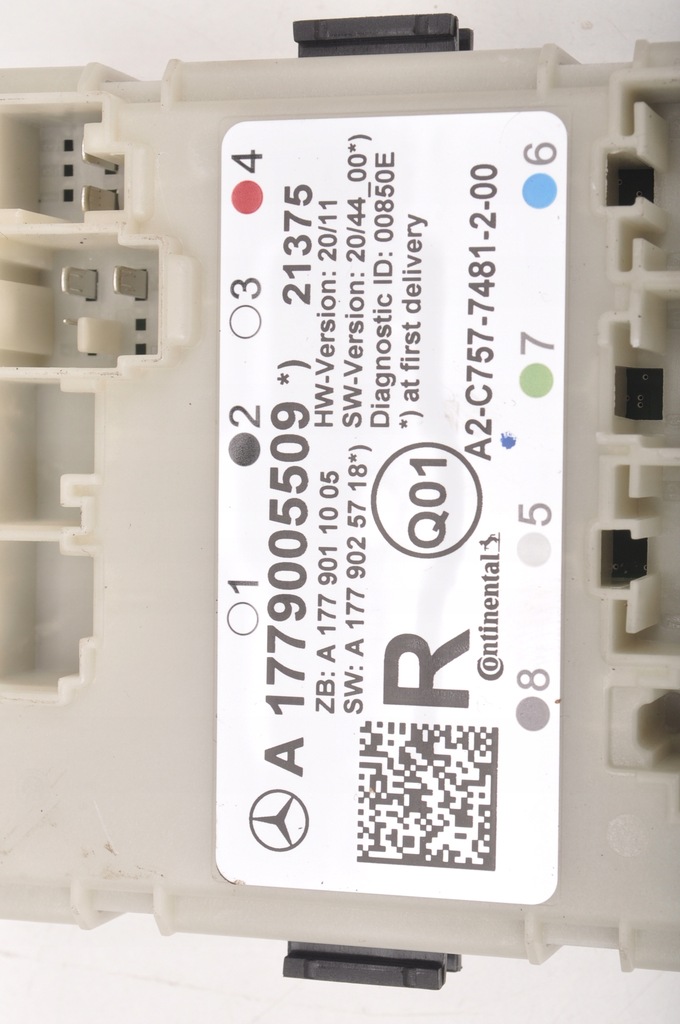 1 2 3 4
A 1779005509 *) 21375
ZB: A 177 901 10 05 HW-Version: 20/11
SW: A 177 902 57 18*) SW-Version: 20/44_00*)
Diagnostic ID: 00850E
R Q01 *) at first delivery
Continental A2-C757-7481-2-00
8 5 7 6